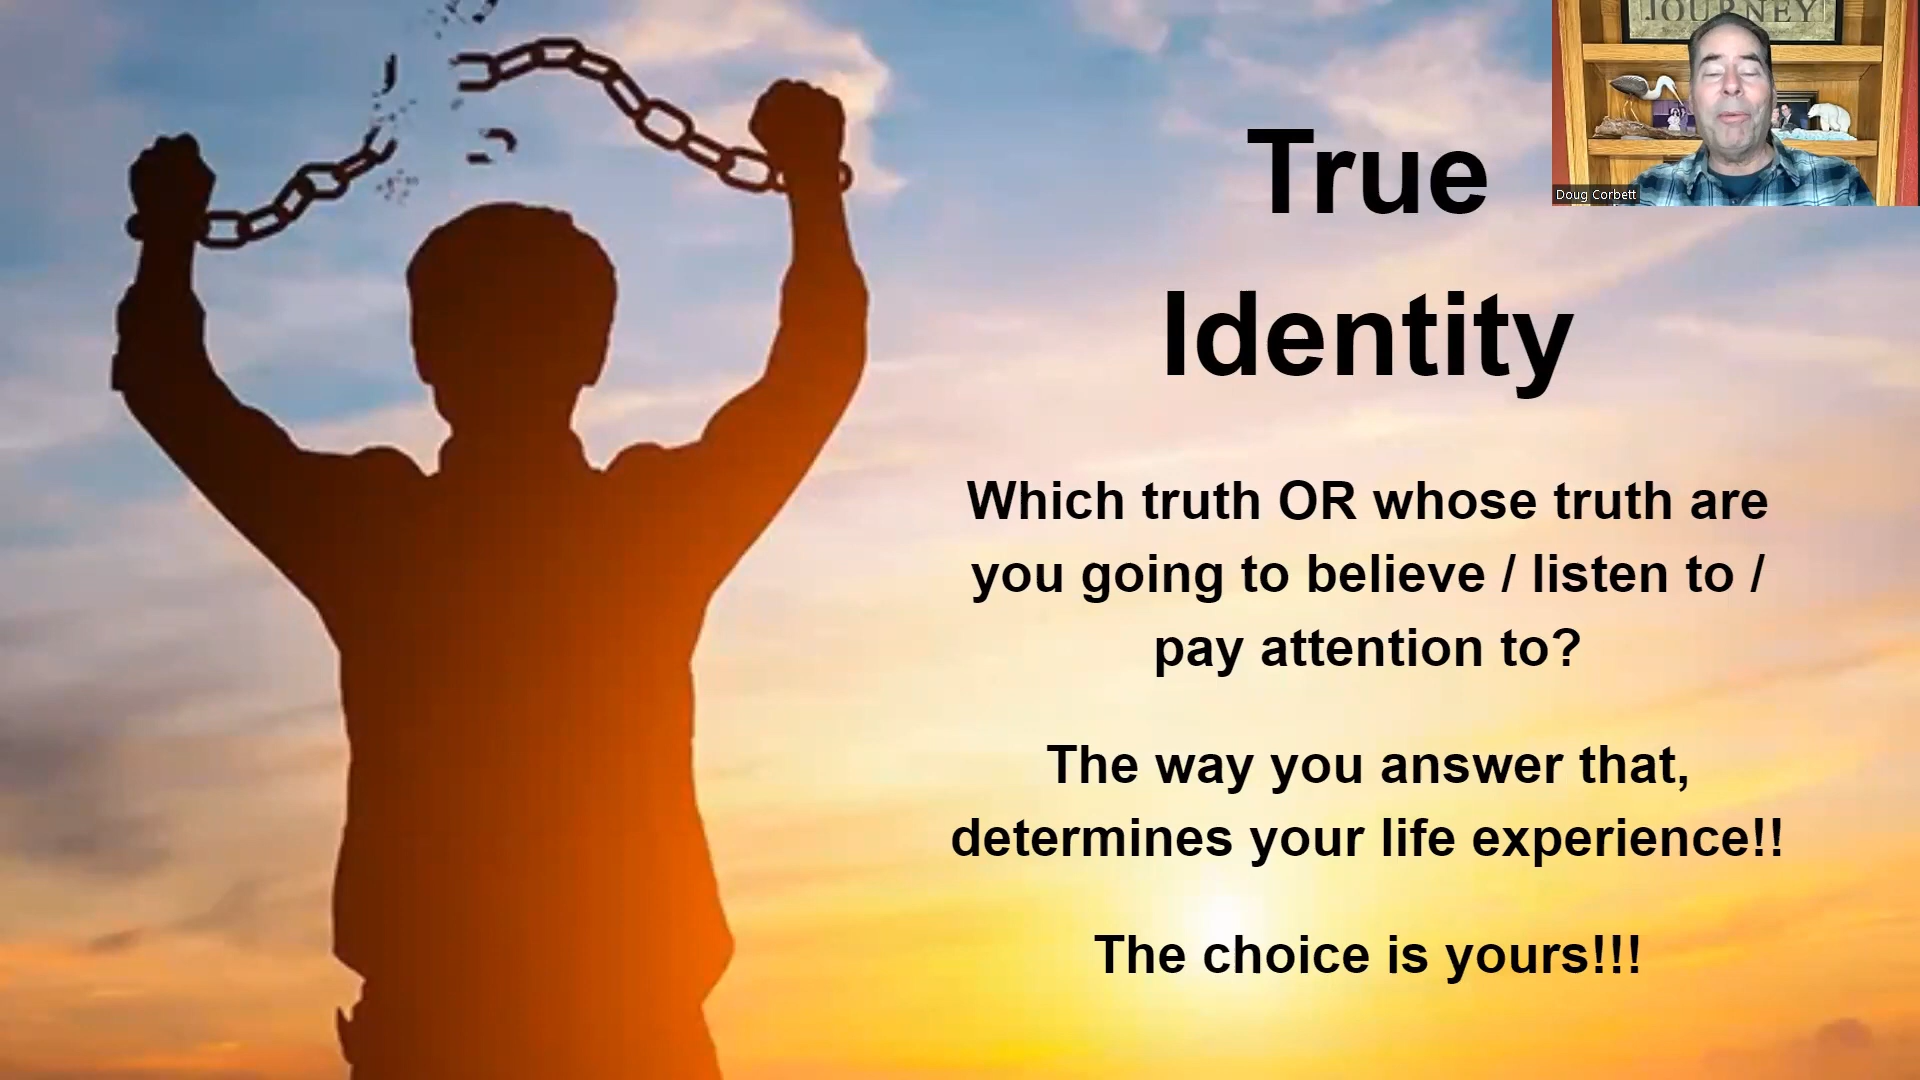 JOURNEY
Doug Corbett
True
Identity
Which truth OR whose truth are
you going to believe / listen to /
pay attention to?
The way you answer that,
determines your life experience!!
The choice is yours!!!